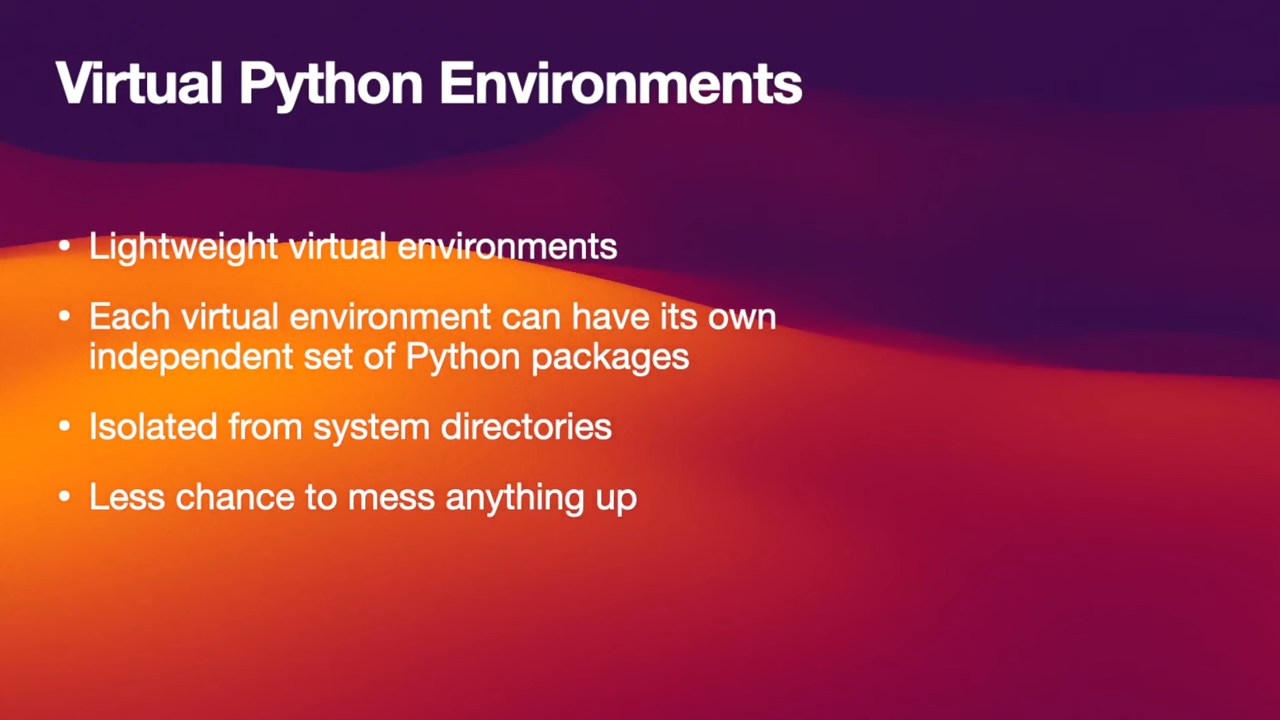 Virtual Python Environments
• Lightweight virtual environments
• Each virtual environment can have its own
independent set of Python packages
• Isolated from system directories
• Less chance to mess anything up